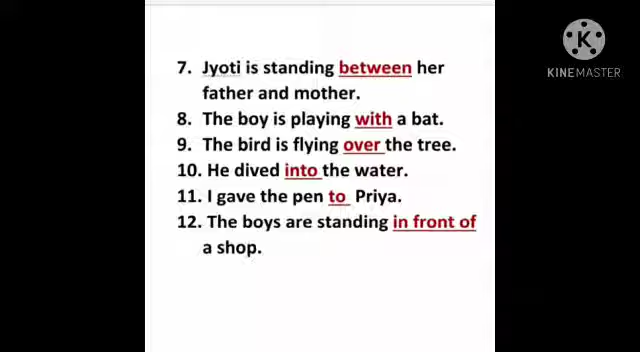 K
KINEMASTER
7. Jyoti is standing between her
father and mother.
8. The boy is playing with a bat.
9. The bird is flying over the tree.
10. He dived into the water.
11. I gave the pen to Priya.
12. The boys are standing in front of
a shop.